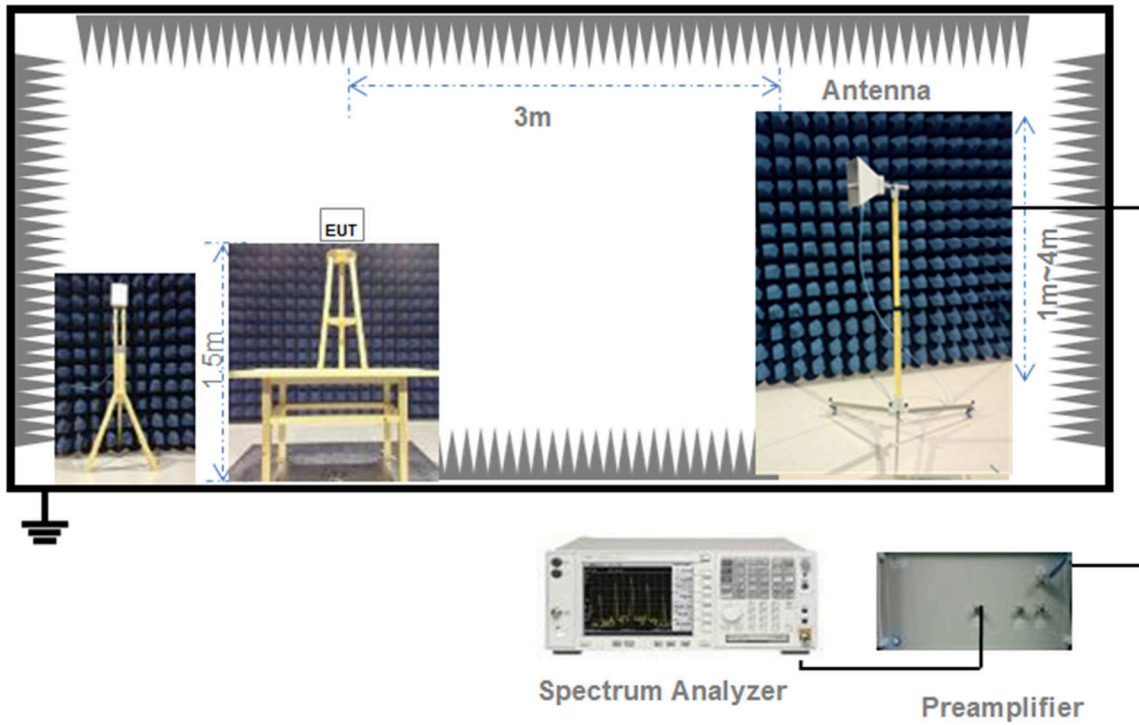 Antenna
3m
EUT
1.5m
1m~4m
Spectrum Analyzer
Preamplifier